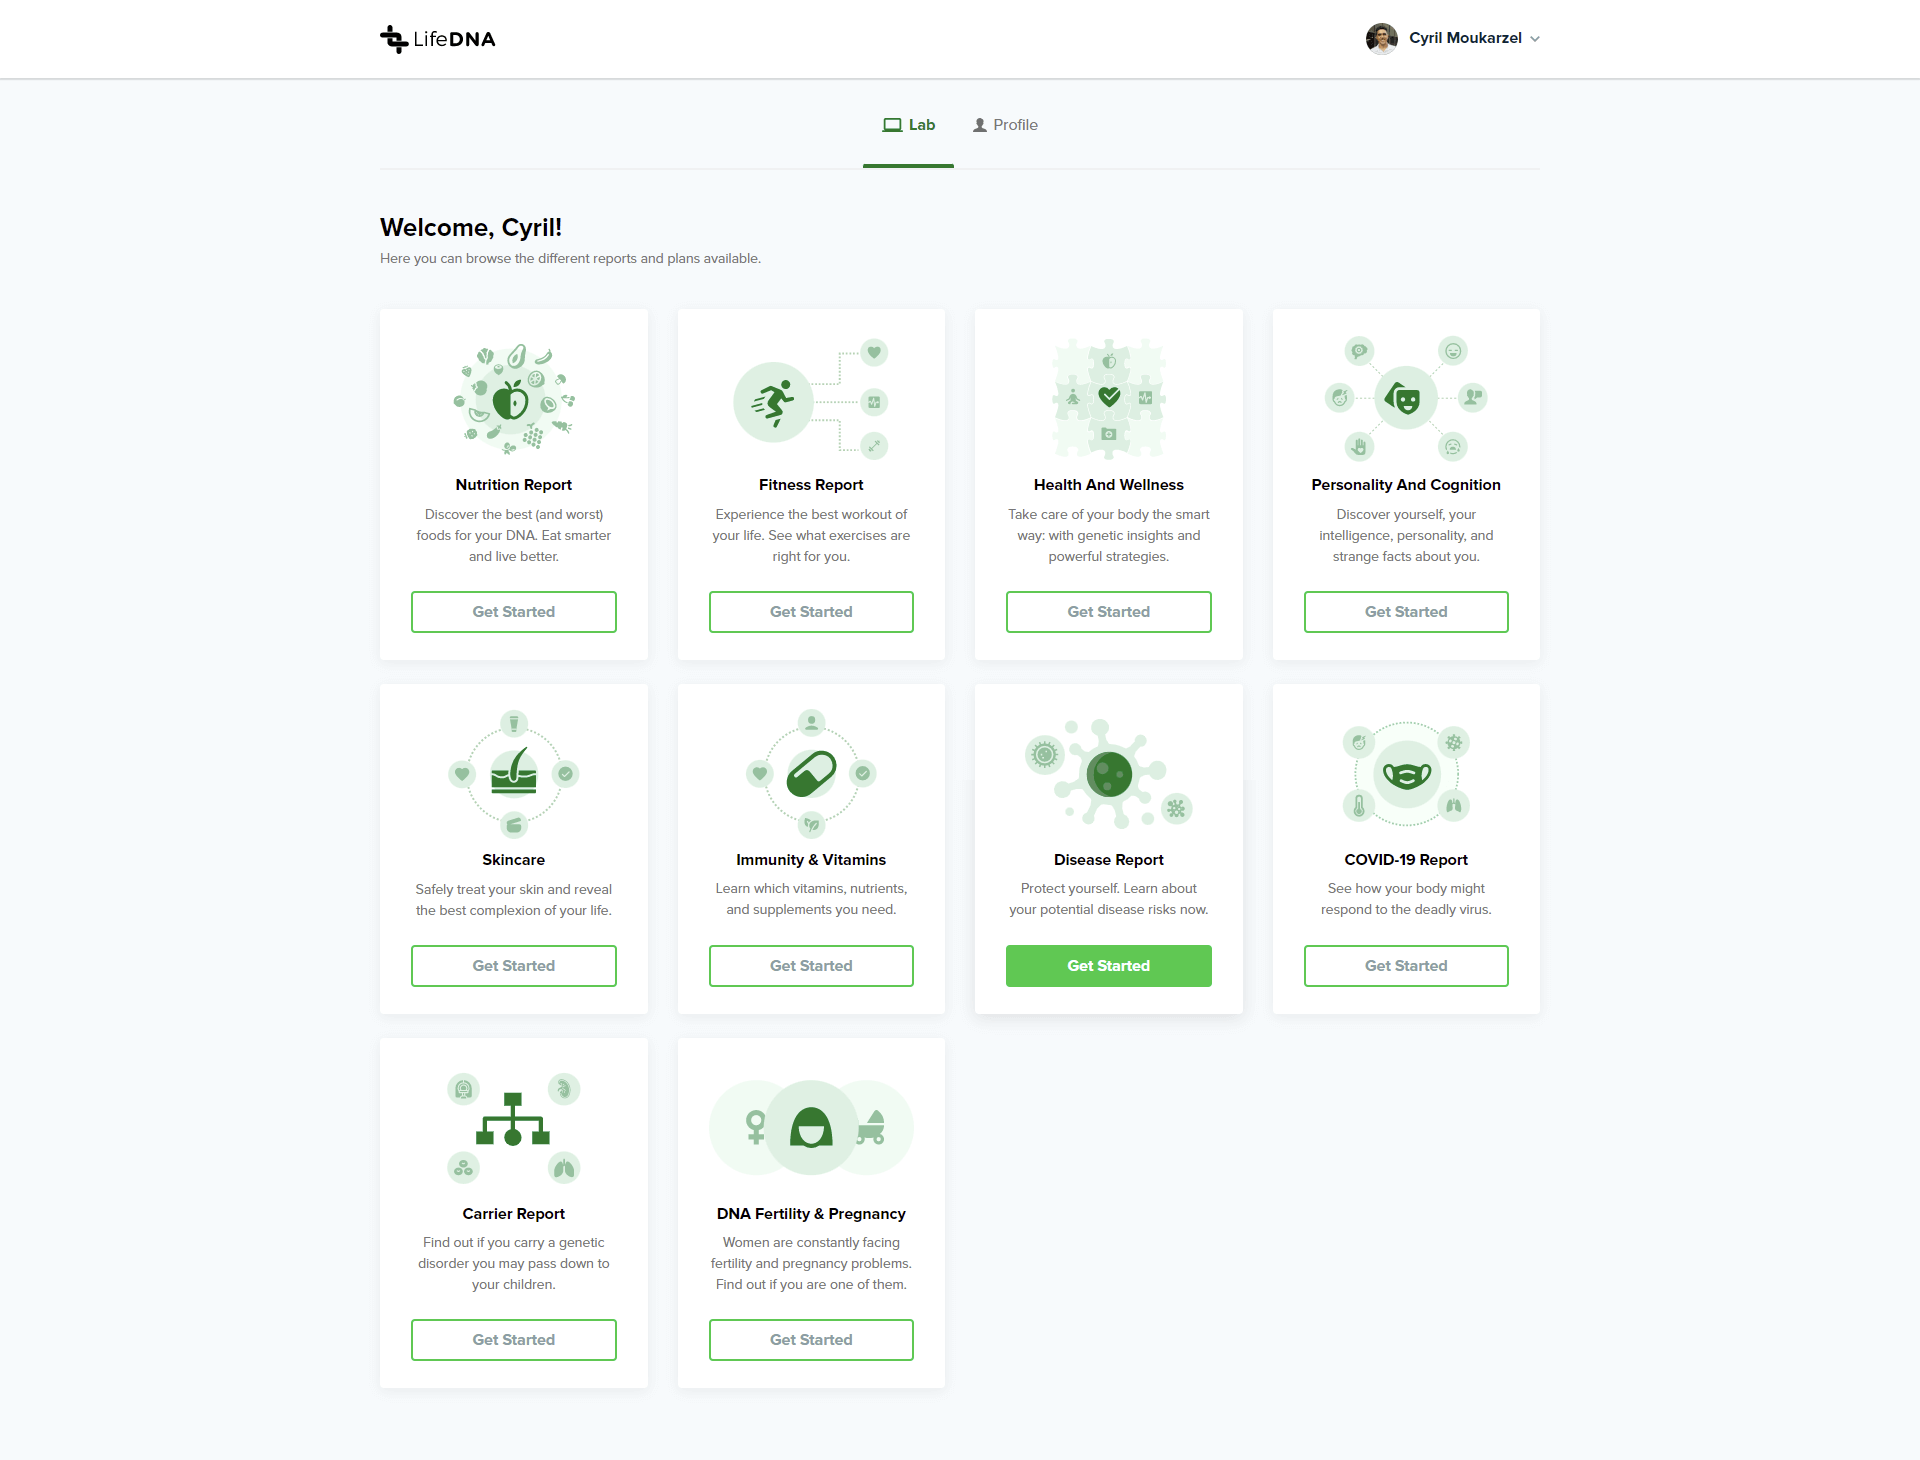 LifeDNA
Cyril Moukarzel
Lab
Profile
Welcome, Cyril!
Here you can browse the different reports and plans available.
Nutrition Report
Discover the best (and worst)
foods for your DNA. Eat smarter
and live better.
Get Started
Fitness Report
Experience the best workout of
your life. See what exercises are
right for you.
Get Started
Health And Wellness
Take care of your body the smart
way: with genetic insights and
powerful strategies.
Get Started
Personality And Cognition
Discover yourself, your
intelligence, personality, and
strange facts about you.
Get Started
Skincare
Safely treat your skin and reveal
the best complexion of your life.
Get Started
Immunity & Vitamins
Learn which vitamins, nutrients,
and supplements you need.
Get Started
Disease Report
Protect yourself. Learn about
your potential disease risks now.
Get Started
COVID-19 Report
See how your body might
respond to the deadly virus.
Get Started
Carrier Report
Find out if you carry a genetic
disorder you may pass down to
your children.
Get Started
DNA Fertility & Pregnancy
Women are constantly facing
fertility and pregnancy problems.
Find out if you are one of them.
Get Started